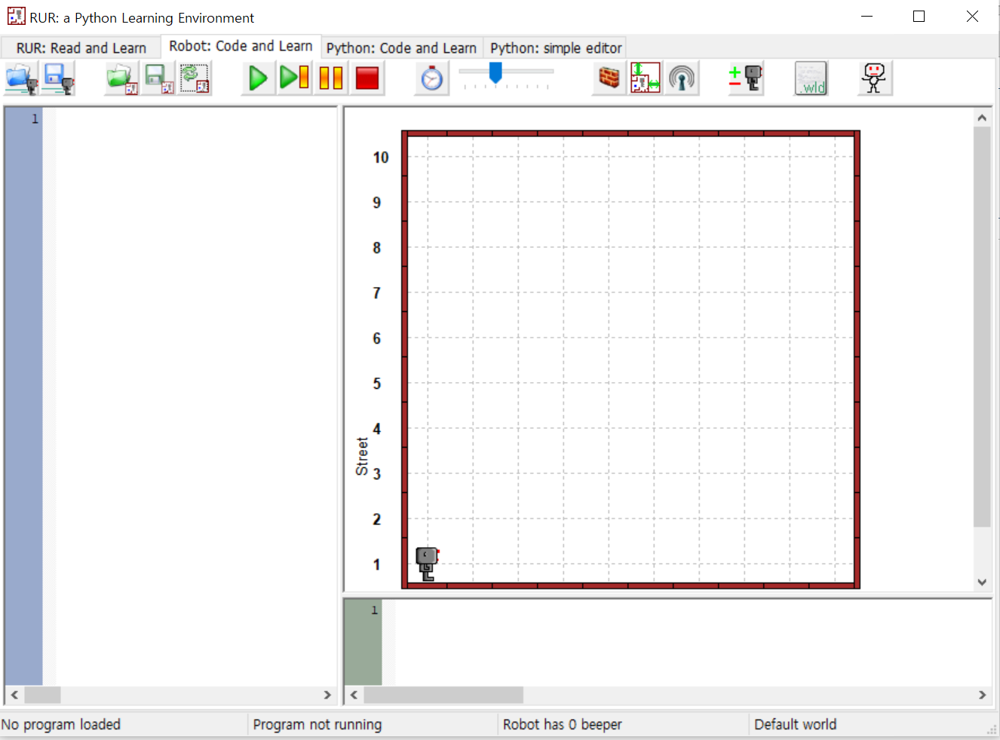 RUR: a Python Learning Environment
RUR: Read and Learn Robot: Code and Learn Python: Code and Learn Python: simple editor
.wld
1
10
9
8
7
6
5
4
Street
3
2
1
1
No program loaded Program not running Robot has 0 beeper Default world